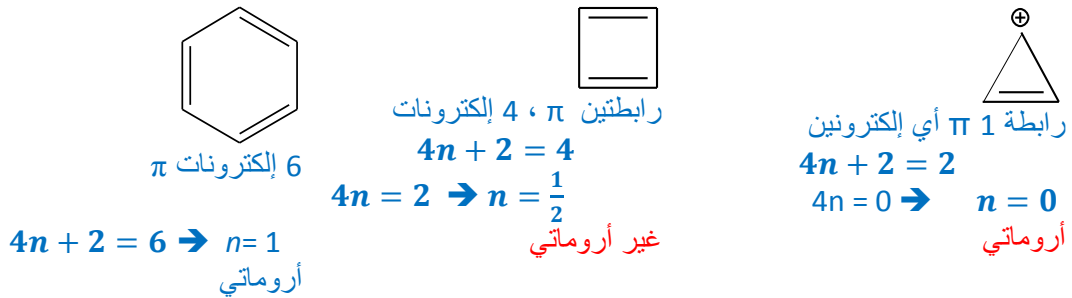 ⊕
رابطة 1 π أي إلكترونين
4n + 2 = 2
4n = 0 ➔ n = 0
أروماتي
رابطتين π ، 4 إلكترونات
4n + 2 = 4
4n = 2 ➔ n = 1/2
غير أروماتي
6 إلكترونات π
4n + 2 = 6 ➔ n= 1
أروماتي